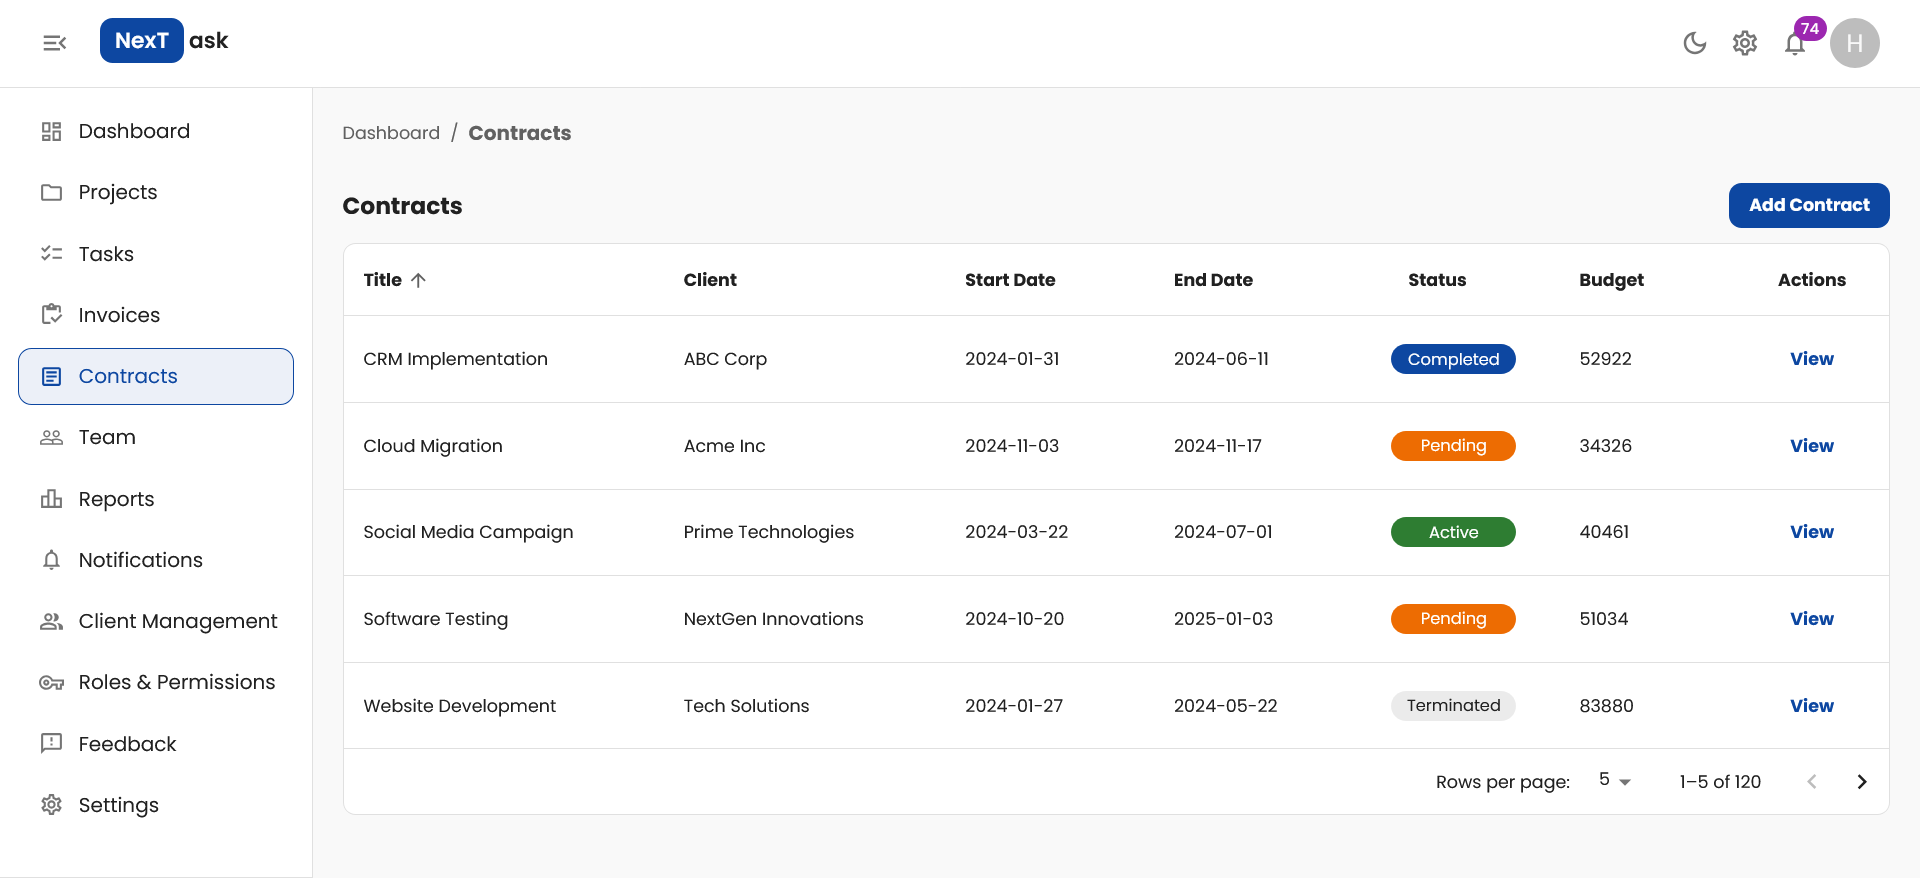 NexT ask
74
H
Dashboard
Projects
Tasks
Invoices
Contracts
Team
Reports
Notifications
Client Management
Roles & Permissions
Feedback
Settings
Dashboard / Contracts
Contracts
Add Contract
Title Client Start Date End Date Status Budget Actions
CRM Implementation ABC Corp 2024-01-31 2024-06-11 Completed 52922 View
Cloud Migration Acme Inc 2024-11-03 2024-11-17 Pending 34326 View
Social Media Campaign Prime Technologies 2024-03-22 2024-07-01 Active 40461 View
Software Testing NextGen Innovations 2024-10-20 2025-01-03 Pending 51034 View
Website Development Tech Solutions 2024-01-27 2024-05-22 Terminated 83880 View
Rows per page: 5 1–5 of 120